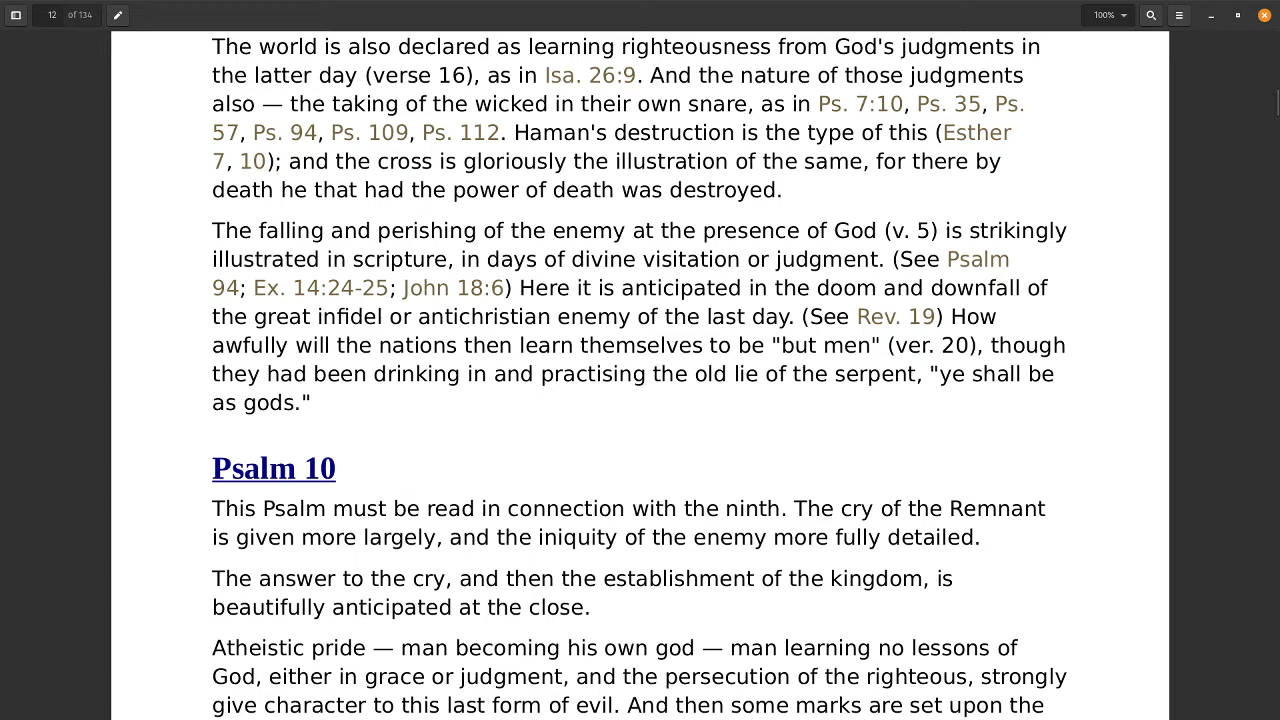 12 of 134
100%
The world is also declared as learning righteousness from God's judgments in
the latter day (verse 16), as in Isa. 26:9. And the nature of those judgments
also — the taking of the wicked in their own snare, as in Ps. 7:10, Ps. 35, Ps.
57, Ps. 94, Ps. 109, Ps. 112. Haman's destruction is the type of this (Esther
7, 10); and the cross is gloriously the illustration of the same, for there by
death he that had the power of death was destroyed.
The falling and perishing of the enemy at the presence of God (v. 5) is strikingly
illustrated in scripture, in days of divine visitation or judgment. (See Psalm
94; Ex. 14:24-25; John 18:6) Here it is anticipated in the doom and downfall of
the great infidel or antichristian enemy of the last day. (See Rev. 19) How
awfully will the nations then learn themselves to be "but men" (ver. 20), though
they had been drinking in and practising the old lie of the serpent, "ye shall be
as gods."
Psalm 10
This Psalm must be read in connection with the ninth. The cry of the Remnant
is given more largely, and the iniquity of the enemy more fully detailed.
The answer to the cry, and then the establishment of the kingdom, is
beautifully anticipated at the close.
Atheistic pride — man becoming his own god — man learning no lessons of
God, either in grace or judgment, and the persecution of the righteous, strongly
give character to this last form of evil. And then some marks are set upon the